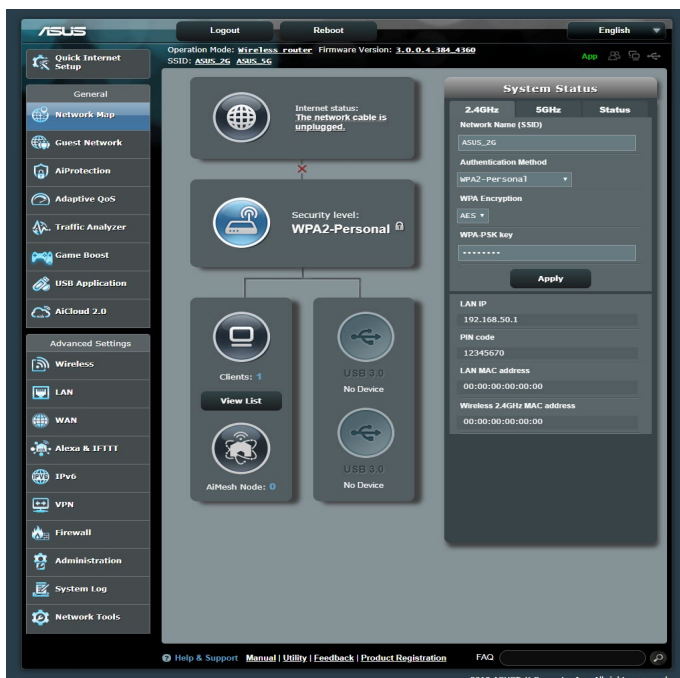 ASUS
Logout
Reboot
English
Quick Internet
Setup
Operation Mode: Wireless router Firmware Version: 3.0.0.4.384_4360
SSID: ASUS_2G ASUS_5G
App
General
Network Map
Guest Network
AiProtection
Adaptive QoS
Traffic Analyzer
Game Boost
USB Application
AiCloud 2.0
Advanced Settings
Wireless
LAN
WAN
Alexa & IFTTT
IPv6
VPN
Firewall
Administration
System Log
Network Tools
Internet status:
The network cable is
unplugged.
Security level:
WPA2-Personal
Clients: 1
View List
AiMesh Node: 0
USB 3.0
No Device
USB 3.0
No Device
System Status
2.4GHz 5GHz Status
Network Name (SSID)
ASUS_2G
Authentication Method
WPA2-Personal
WPA Encryption
AES
WPA-PSK key
········
Apply
LAN IP
192.168.50.1
PIN code
12345670
LAN MAC address
00:00:00:00:00:00
Wireless 2.4GHz MAC address
00:00:00:00:00:00
Help & Support Manual | Utility | Feedback | Product Registration FAQ